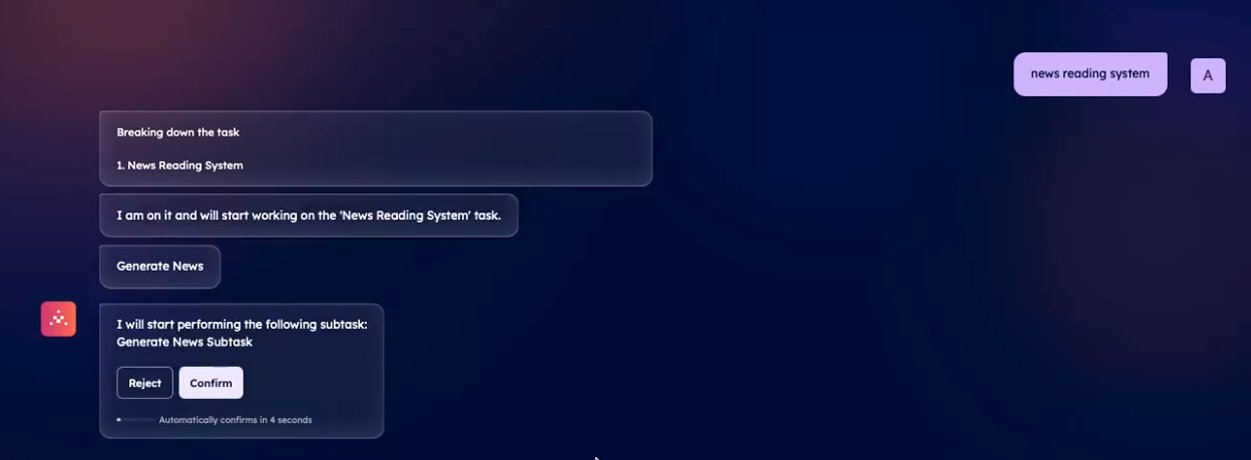 news reading system
A
Breaking down the task
1. News Reading System
I am on it and will start working on the 'News Reading System' task.
Generate News
I will start performing the following subtask:
Generate News Subtask
Reject Confirm
Automatically confirms in 4 seconds